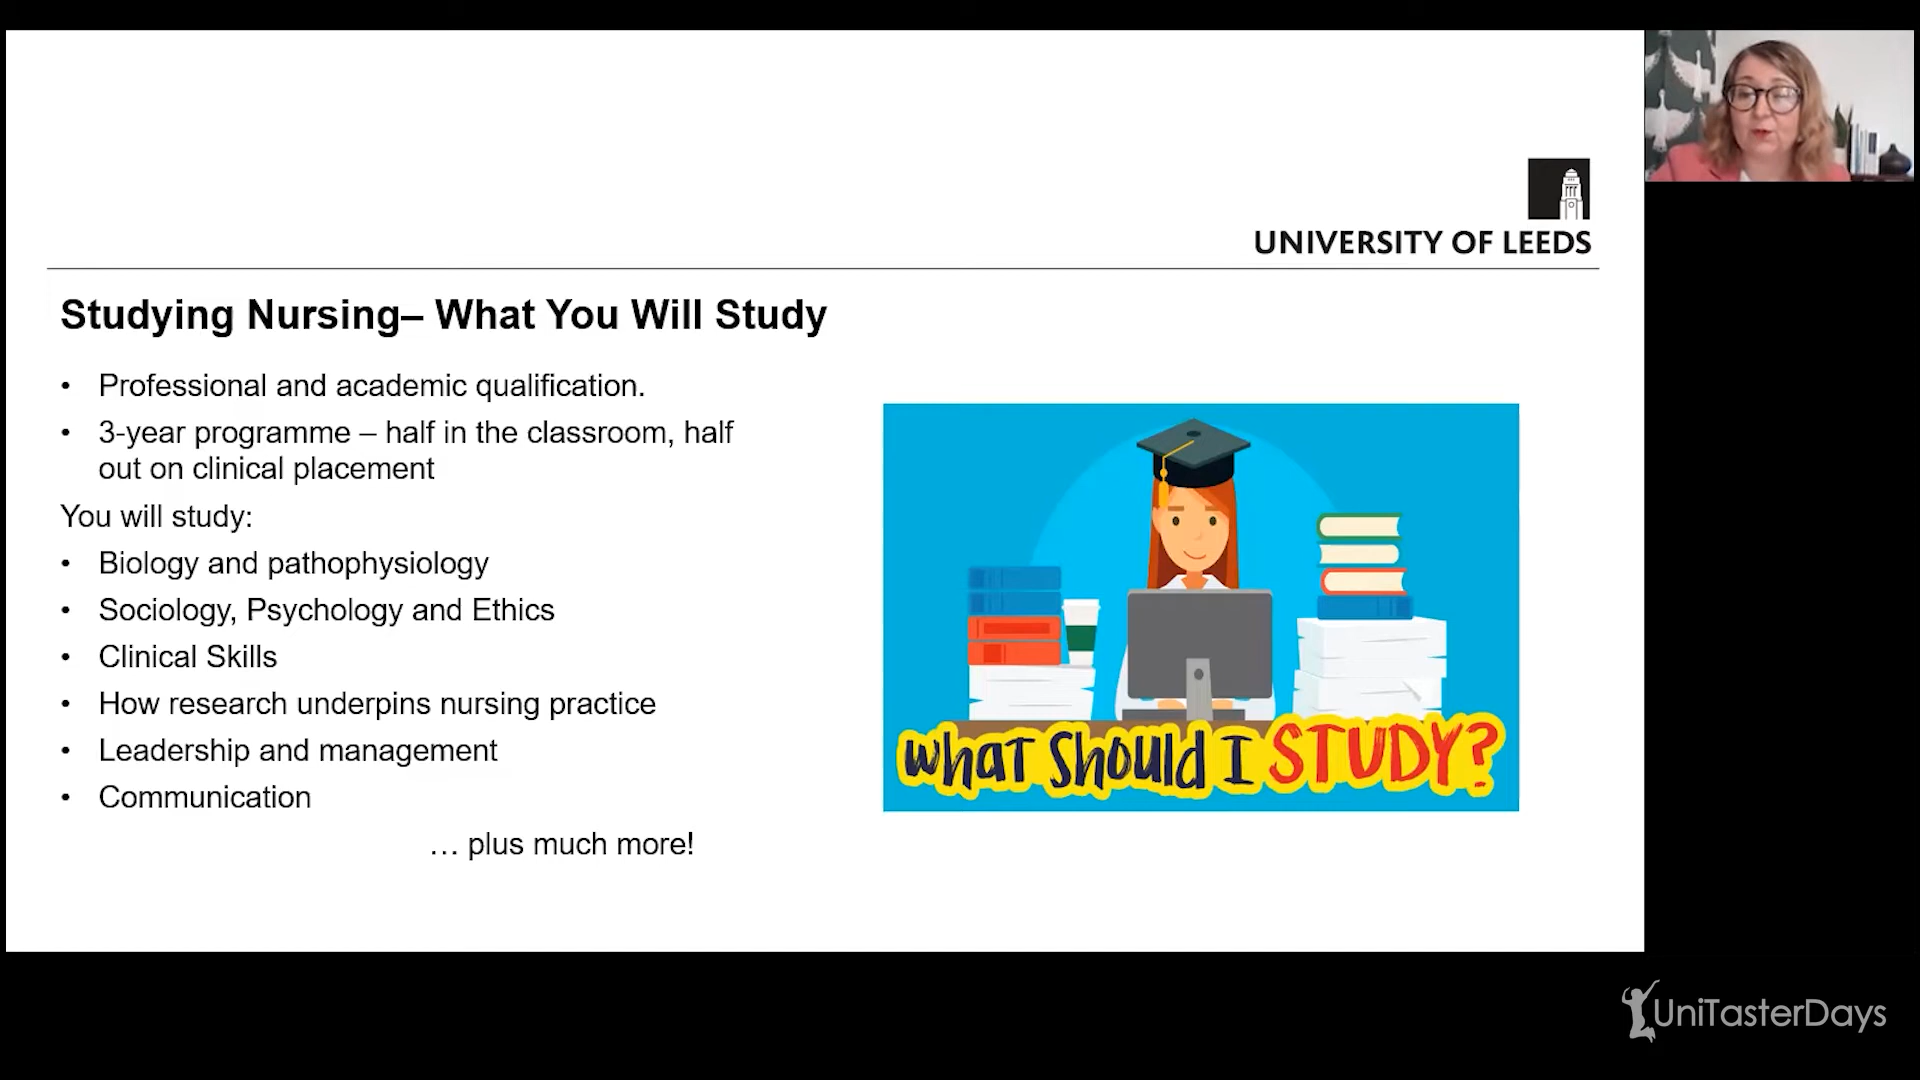 UNIVERSITY OF LEEDS
Studying Nursing– What You Will Study
• Professional and academic qualification.
• 3-year programme – half in the classroom, half
out on clinical placement
You will study:
• Biology and pathophysiology
• Sociology, Psychology and Ethics
• Clinical Skills
• How research underpins nursing practice
• Leadership and management
• Communication
… plus much more!
what Should I STUDY?
UniTasterDays